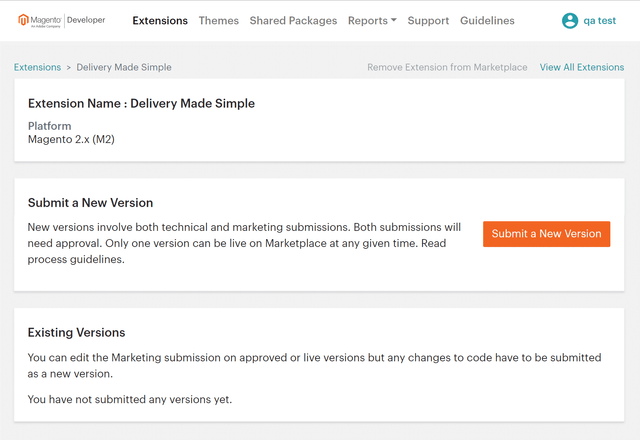 Magento Developer
An Adobe Company
Extensions Themes Shared Packages Reports Support Guidelines qa test
Extensions > Delivery Made Simple Remove Extension from Marketplace View All Extensions
Extension Name : Delivery Made Simple
Platform
Magento 2.x (M2)
Submit a New Version
New versions involve both technical and marketing submissions. Both submissions will
need approval. Only one version can be live on Marketplace at any given time. Read
process guidelines.
Submit a New Version
Existing Versions
You can edit the Marketing submission on approved or live versions but any changes to code have to be submitted
as a new version.
You have not submitted any versions yet.